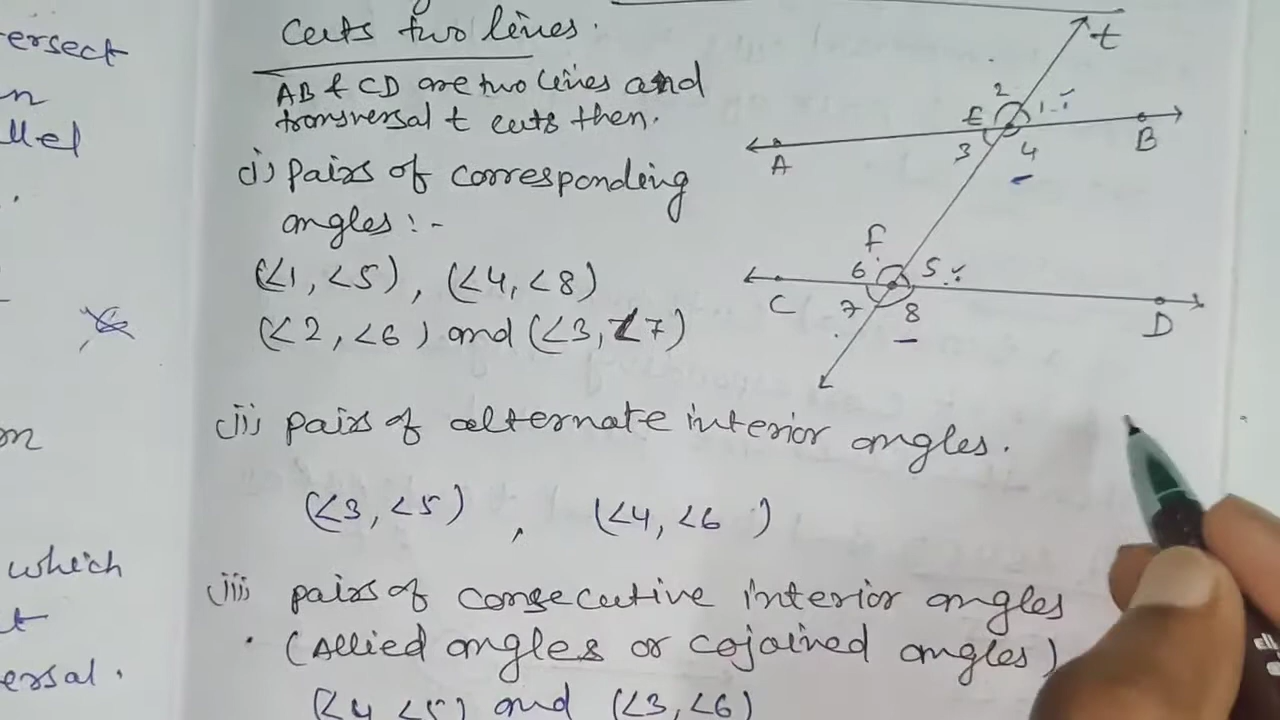 ersect
n
llel
m
which
t
ersal.
cuts two lines.
AB & CD are two lines and
transversal t cuts then.
(i) pairs of corresponding
angles :-
(<1, <5), (<4, <8)
(<2, <6) and (<3, <7)
(ii) pairs of alternate interior angles.
(<3, <5), (<4, <6)
(iii) pairs of consecutive interior angles
(Allied angles or cojoined angles)
(<4 <5) and (<3, <6)
t
2
E 1
A 3 4 B
F
6 5
C 7 8 D